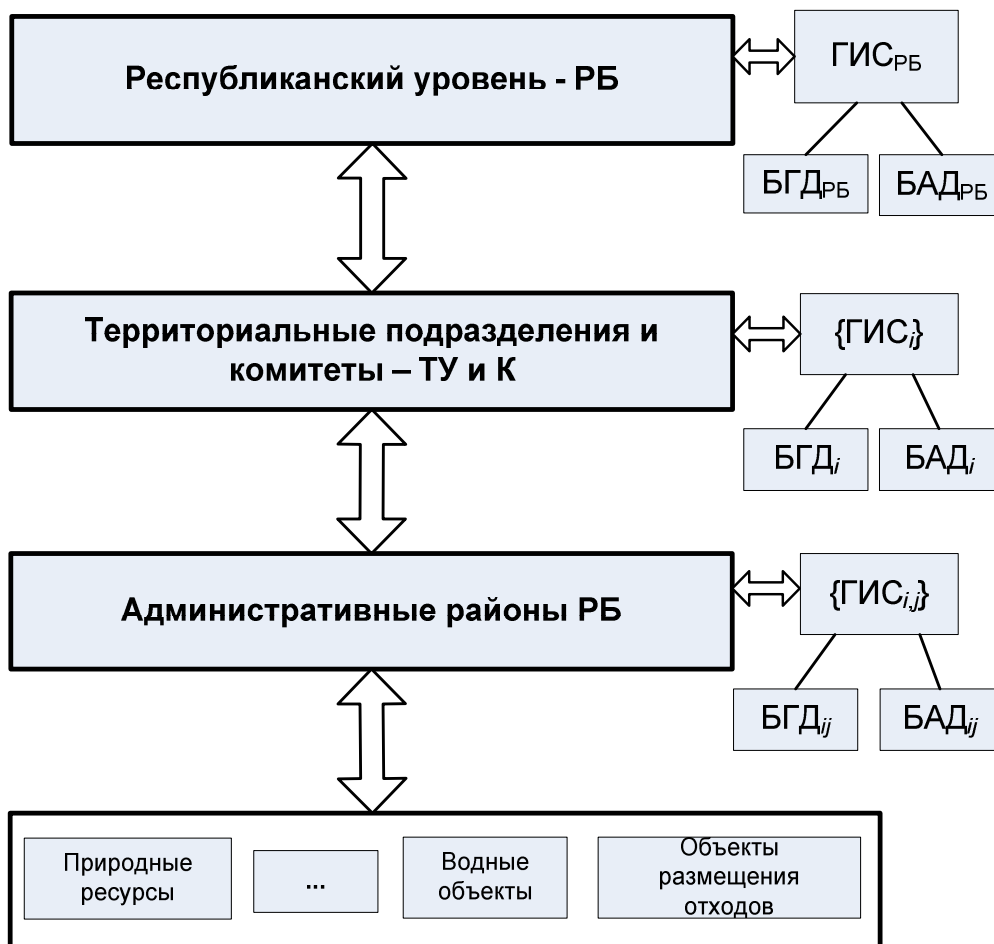 Республиканский уровень - РБ
ГИСРБ
БГДРБ
БАДРБ
Территориальные подразделения и
комитеты – ТУ и К
{ГИСi}
БГДi
БАДi
Административные районы РБ
{ГИСi,j}
БГДij
БАДij
Природные
ресурсы
...
Водные
объекты
Объекты
размещения
отходов